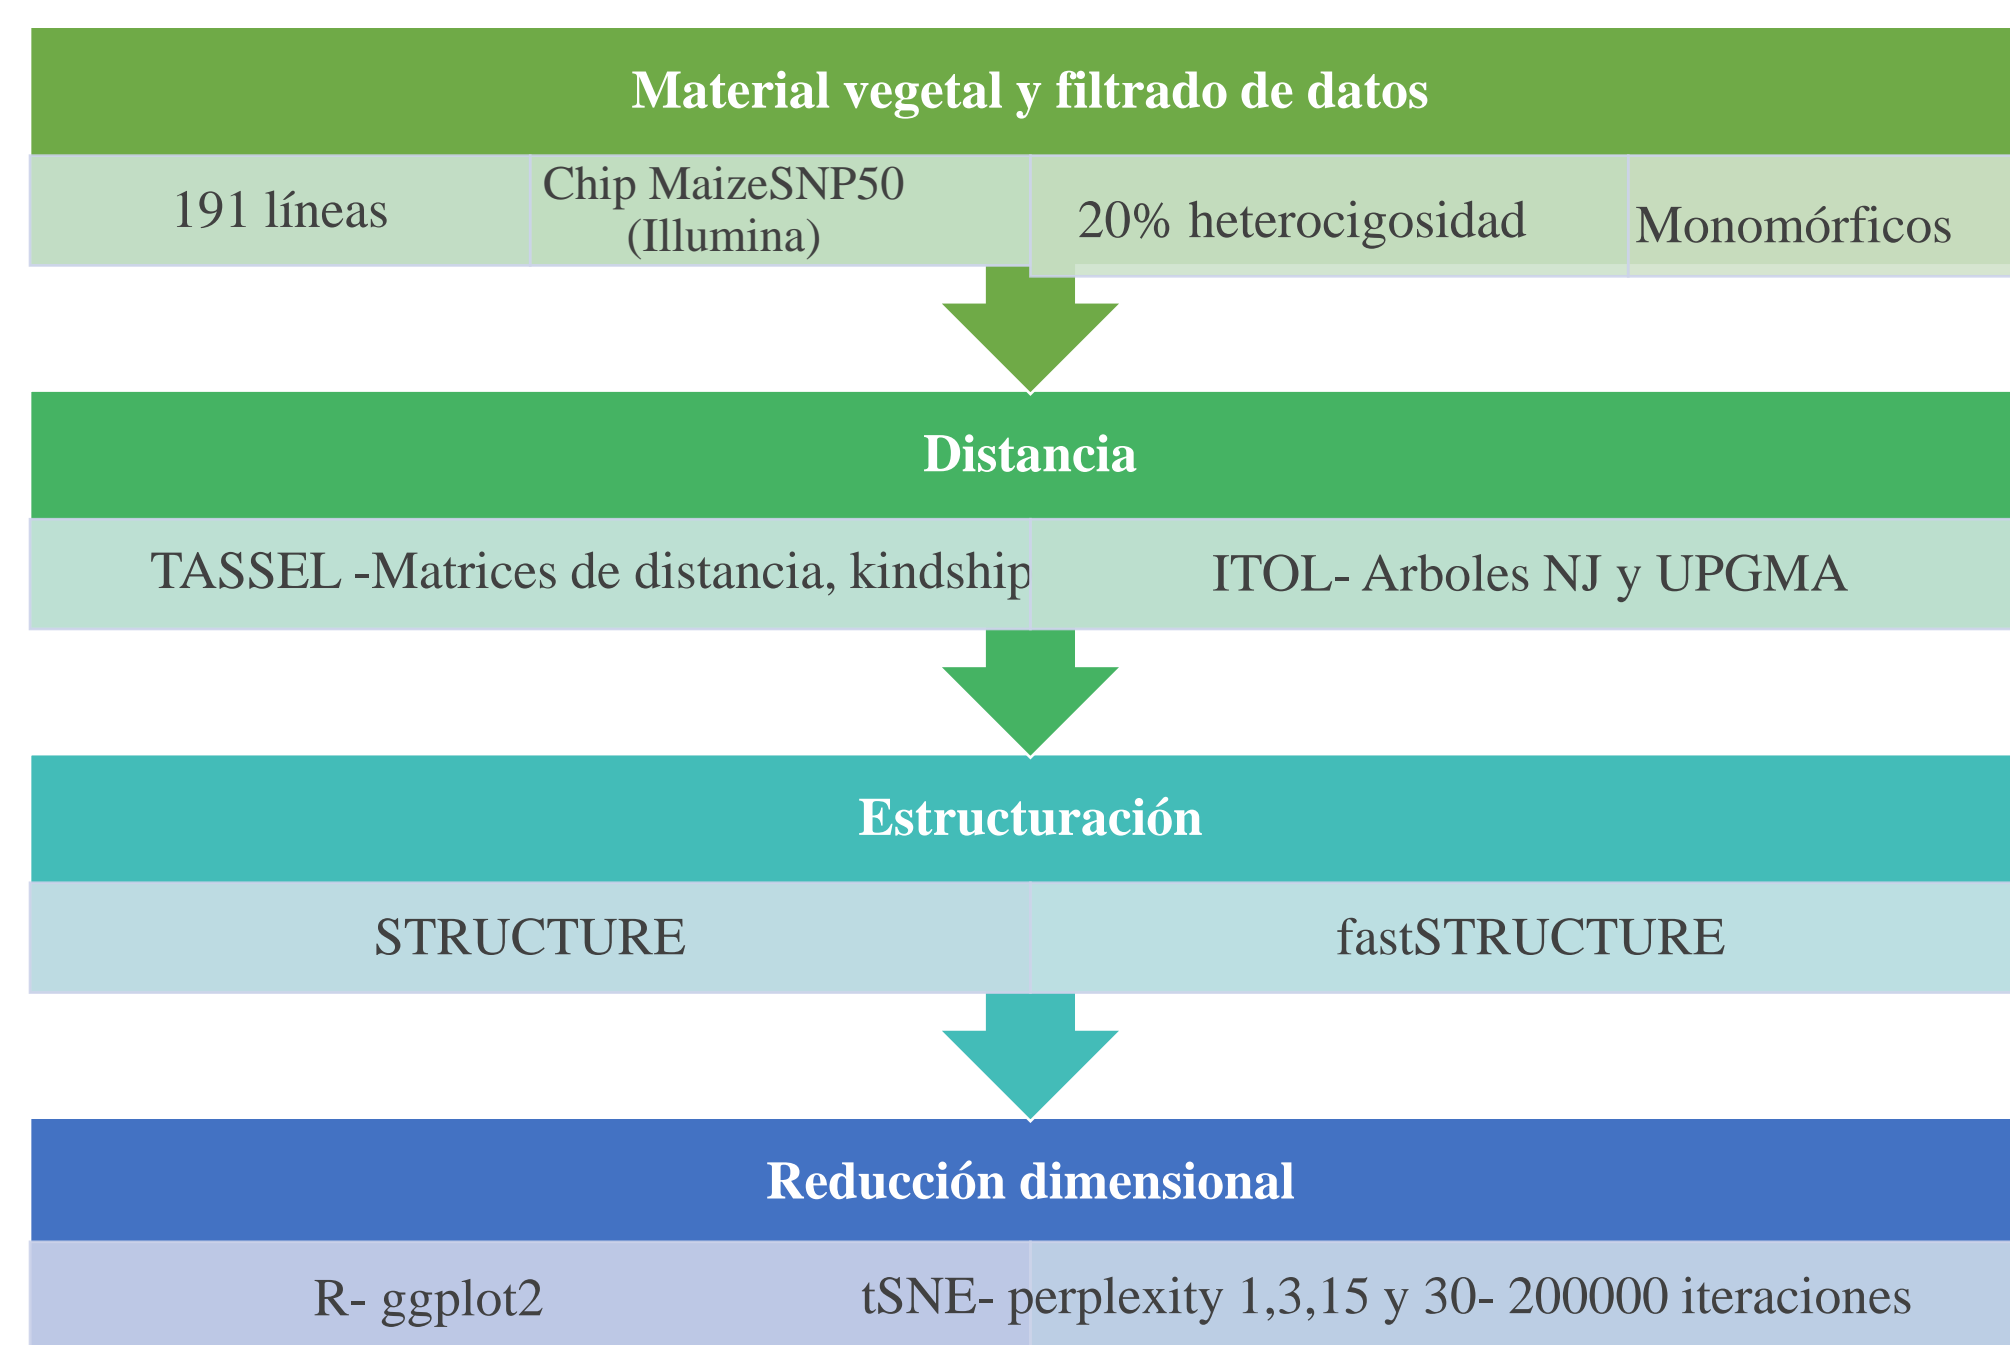 Material vegetal y filtrado de datos
191 líneas
Chip MaizeSNP50
(Illumina)
20% heterocigosidad
Monomórficos
Distancia
TASSEL -Matrices de distancia, kindship
ITOL- Arboles NJ y UPGMA
Estructuración
STRUCTURE
fastSTRUCTURE
Reducción dimensional
R- ggplot2
tSNE- perplexity 1,3,15 y 30- 200000 iteraciones